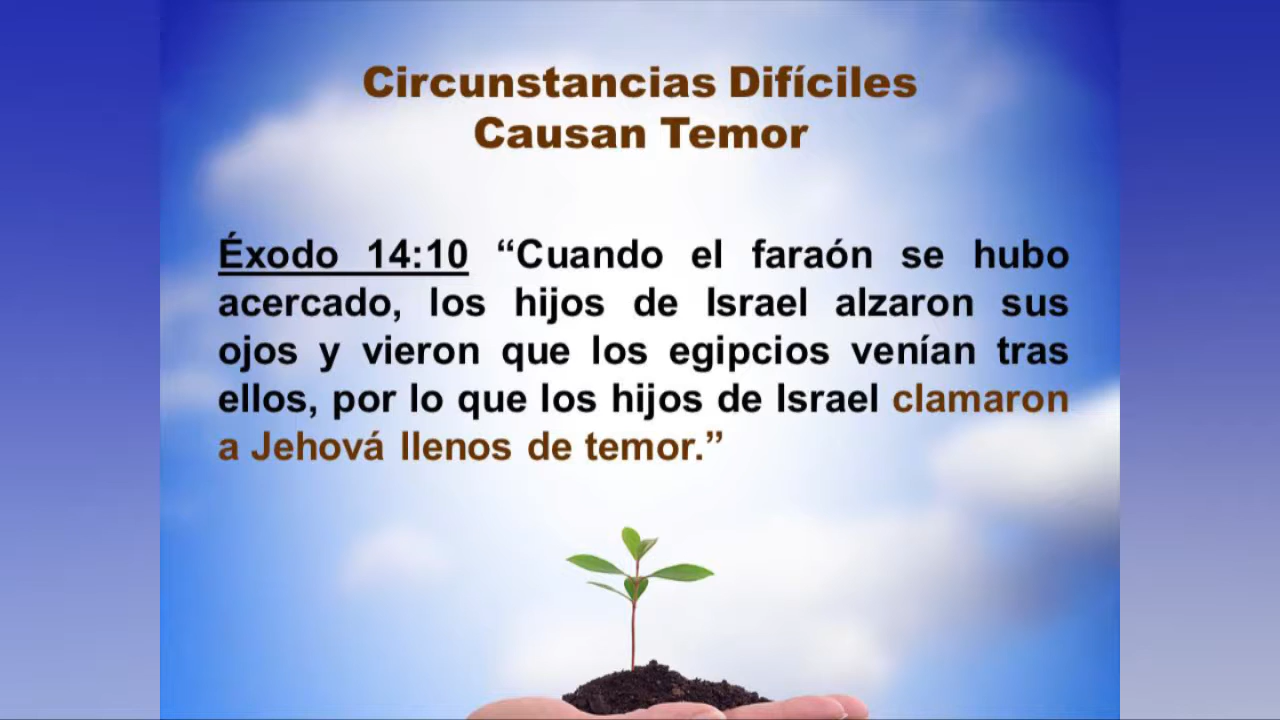 Circunstancias Difíciles
Causan Temor
Éxodo 14:10 “Cuando el faraón se hubo
acercado, los hijos de Israel alzaron sus
ojos y vieron que los egipcios venían tras
ellos, por lo que los hijos de Israel clamaron
a Jehová llenos de temor.”